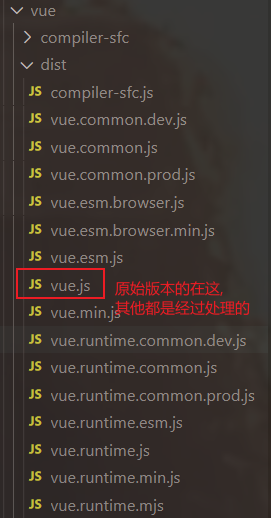 vue
compiler-sfc
dist
JS compiler-sfc.js
JS vue.common.dev.js
JS vue.common.js
JS vue.common.prod.js
JS vue.esm.browser.js
JS vue.esm.browser.min.js
JS vue.esm.js
JS vue.js
原始版本的在这,
其他都是经过处理的
JS vue.min.js
JS vue.runtime.common.dev.js
JS vue.runtime.common.js
JS vue.runtime.common.prod.js
JS vue.runtime.esm.js
JS vue.runtime.js
JS vue.runtime.min.js
JS vue.runtime.mjs